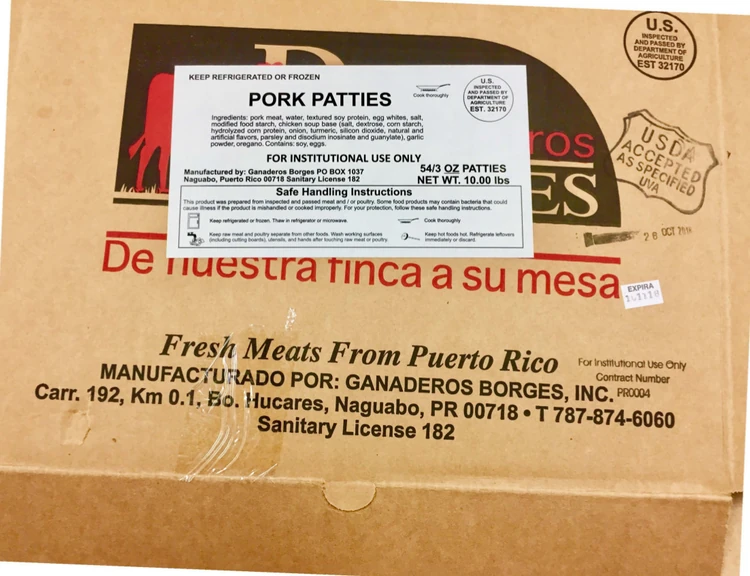 U.S.
INSPECTED
AND PASSED BY
DEPARTMENT OF
AGRICULTURE
EST 32170
KEEP REFRIGERATED OR FROZEN
Cook thoroughly
U.S.
INSPECTED
AND PASSED BY
DEPARTMENT OF
AGRICULTURE
EST. 32170
PORK PATTIES
Ingredients: pork meat, water, textured soy protein, egg whites, salt,
modified food starch, chicken soup base (salt, dextrose, corn starch,
hydrolyzed corn protein, onion, turmeric, silicon dioxide, natural and
artificial flavors, parsley and disodium inosinate and guanylate), garlic
powder, oregano. Contains: soy, eggs.
FOR INSTITUTIONAL USE ONLY
Manufactured by: Ganaderos Borges PO BOX 1037
Naguabo, Puerto Rico 00718 Sanitary License 182
54/3 OZ PATTIES
NET WT. 10.00 lbs
Safe Handling Instructions
This product was prepared from inspected and passed meat and / or poultry. Some food products may contain bacteria that could
cause illness if the product is mishandled or cooked improperly. For your protection, follow these safe handling instructions.
Keep refrigerated or frozen. Thaw in refrigerator or microwave.
Cook thoroughly
Keep raw meat and poultry separate from other foods. Wash working surfaces
(including cutting boards), utensils, and hands after touching raw meat or poultry.
Keep hot foods hot. Refrigerate leftovers
immediately or discard.
ros
ES
USDA
ACCEPTED
AS SPECIFIED
UVA
28 OCT
De nuestra finca a su mesa
EXPIRA
Fresh Meats From Puerto Rico
For Institutional Use Only
Contract Number
PR0004
MANUFACTURADO POR: GANADEROS BORGES, INC.
Carr. 192, Km 0.1, Bo. Hucares, Naguabo, PR 00718 • T 787-874-6060
Sanitary License 182